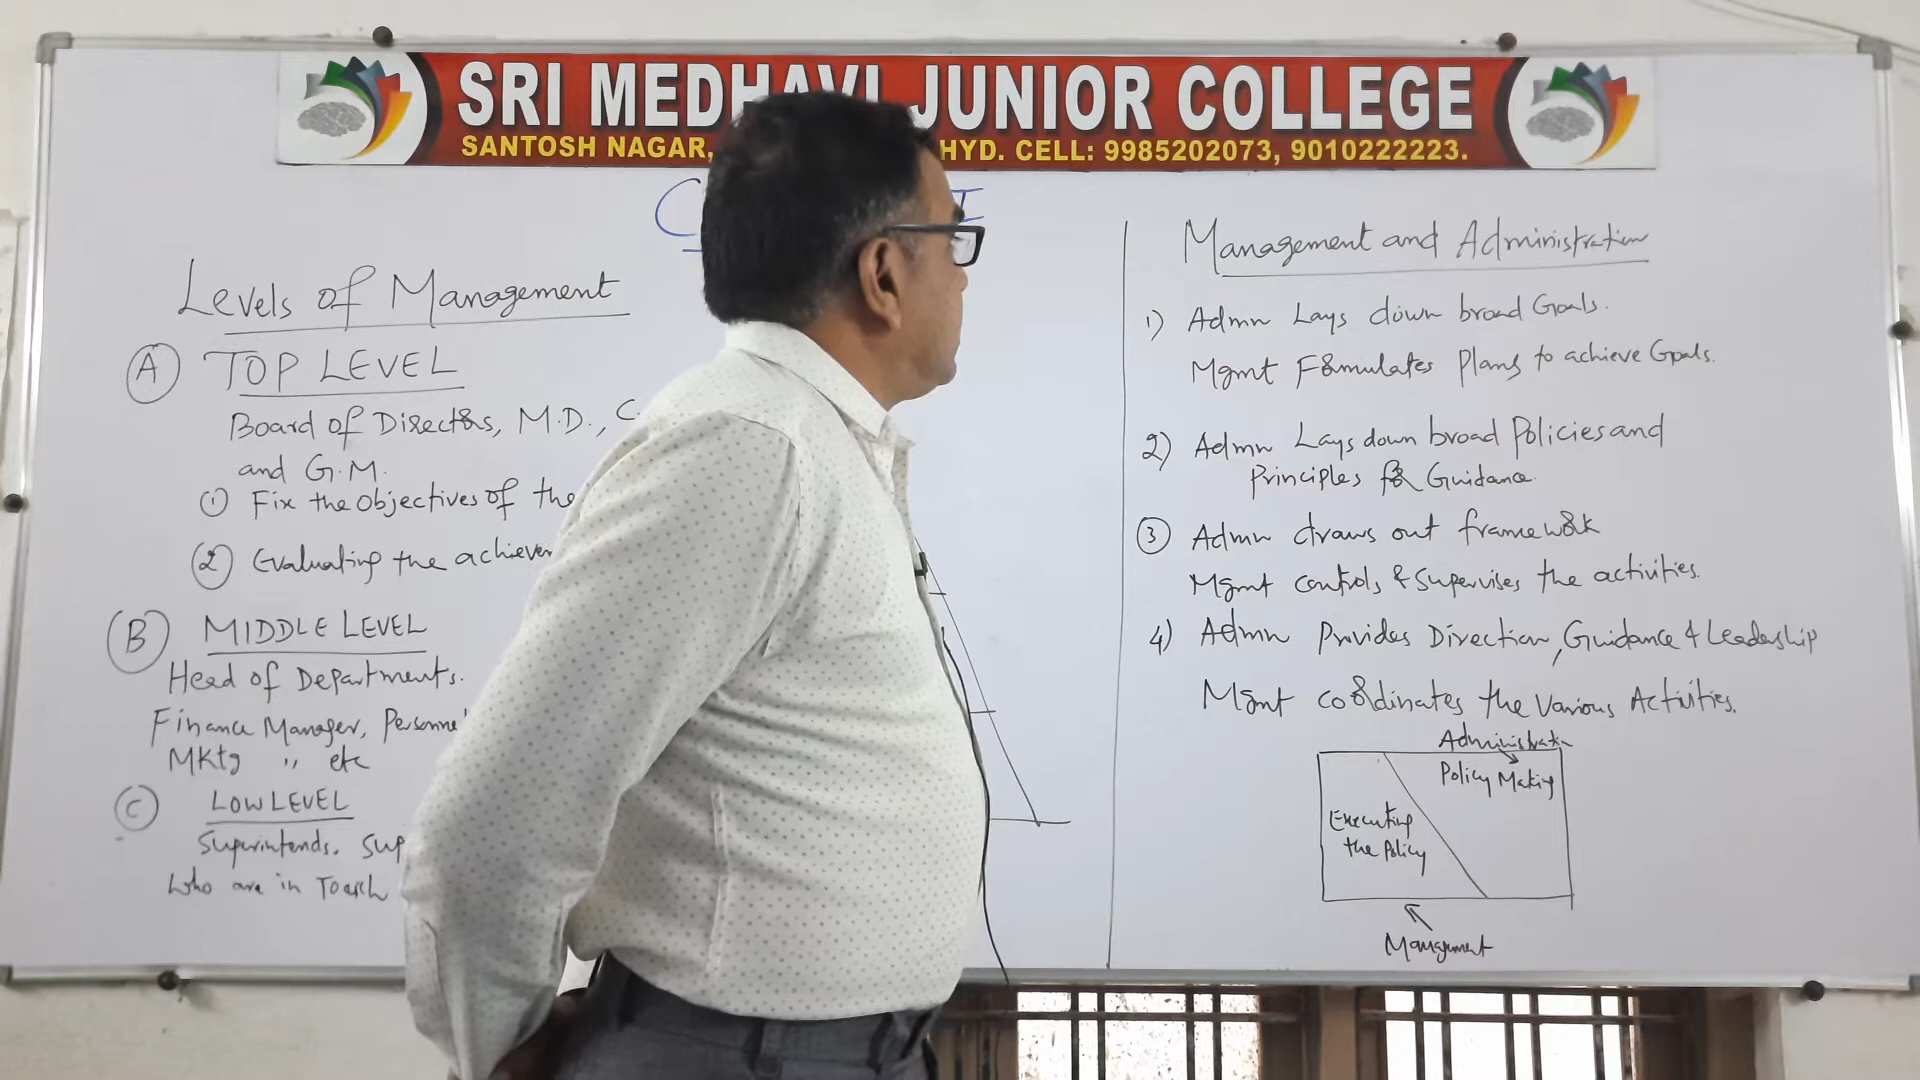 SRI MEDHAVI JUNIOR COLLEGE
SANTOSH NAGAR, HYD. CELL: 9985202073, 9010222223.
Levels of Management
A TOP LEVEL
Board of Directors, M.D., C
and G.M.
① Fix the Objectives of the
② Evaluating the achievem
B MIDDLE LEVEL
Head of Departments.
Finance Manager, Personnel
Mktg " etc
C LOW LEVEL
Superintends. Sup
Who are in Touch
Management and Administration
1) Admn Lays down broad Goals.
Mgmt Formulates Plans to achieve Goals.
2) Admn Lays down broad Policies and
Principles for Guidance.
③ Admn draws out framework
Mgmt controls & Supervises the activities.
4) Admn Provides Direction, Guidance & Leadership
Mgmt coordinates the Various Activities.
Administratn
Policy Making
Executing
the Policy
Management